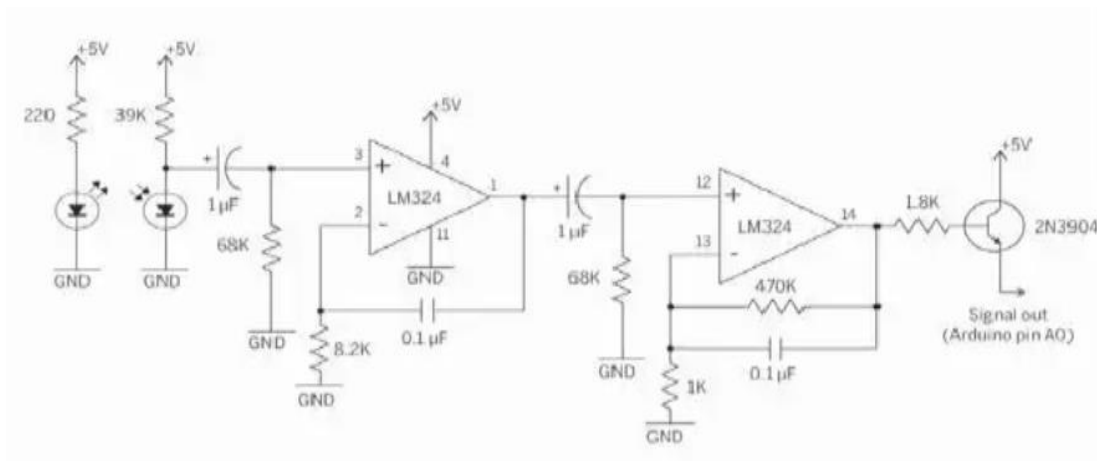 +5V
+5V
220
39K
+
1 µF
68K
GND
GND
GND
+5V
3
+
4
LM324
1
2
-
11
GND
0.1 µF
8.2K
GND
+
1 µF
68K
GND
12
+
LM324
14
13
-
470K
0.1 µF
1K
GND
1.8K
+5V
2N3904
Signal out
(Arduino pin A0)